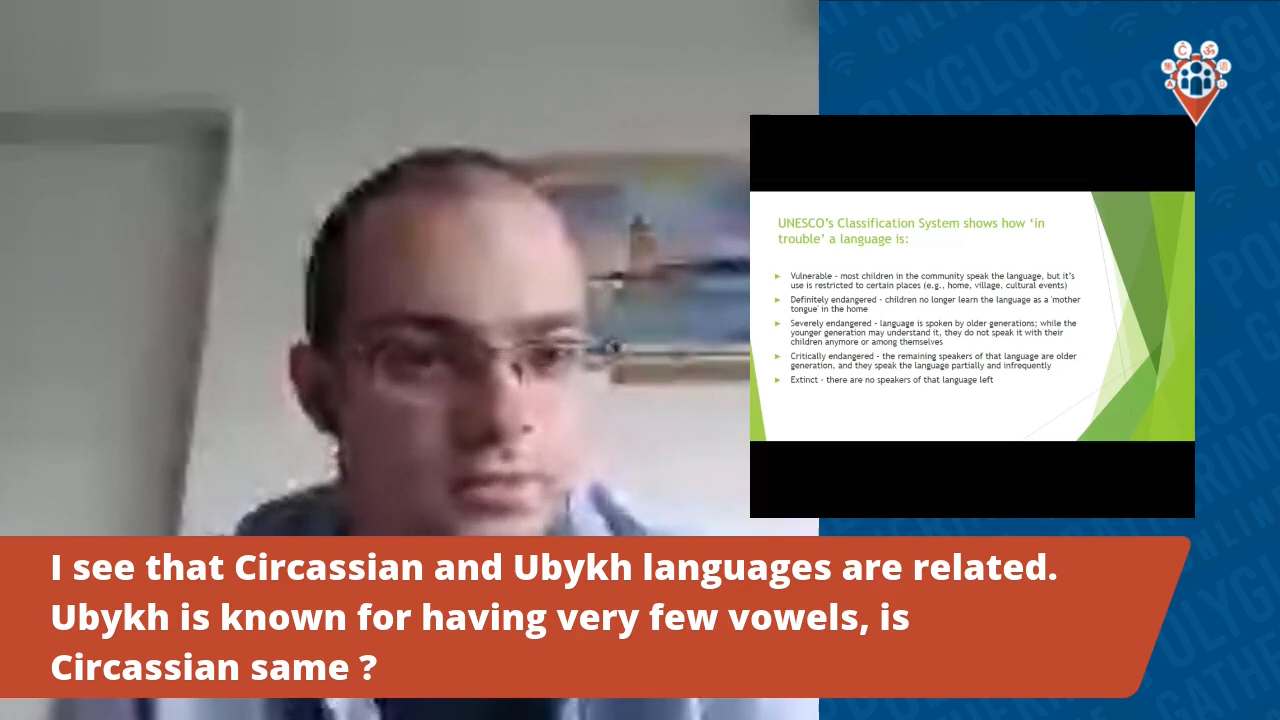 UNESCO's Classification System shows how 'in
trouble' a language is:
Vulnerable - most children in the community speak the language, but it's
use is restricted to certain places (e.g., home, village, cultural events)
Definitely endangered - children no longer learn the language as a 'mother
tongue' in the home
Severely endangered - language is spoken by older generations; while the
younger generation may understand it, they do not speak it with their
children anymore or among themselves
Critically endangered - the remaining speakers of that language are older
generation, and they speak the language partially and infrequently
Extinct - there are no speakers of that language left
I see that Circassian and Ubykh languages are related.
Ubykh is known for having very few vowels, is
Circassian same ?